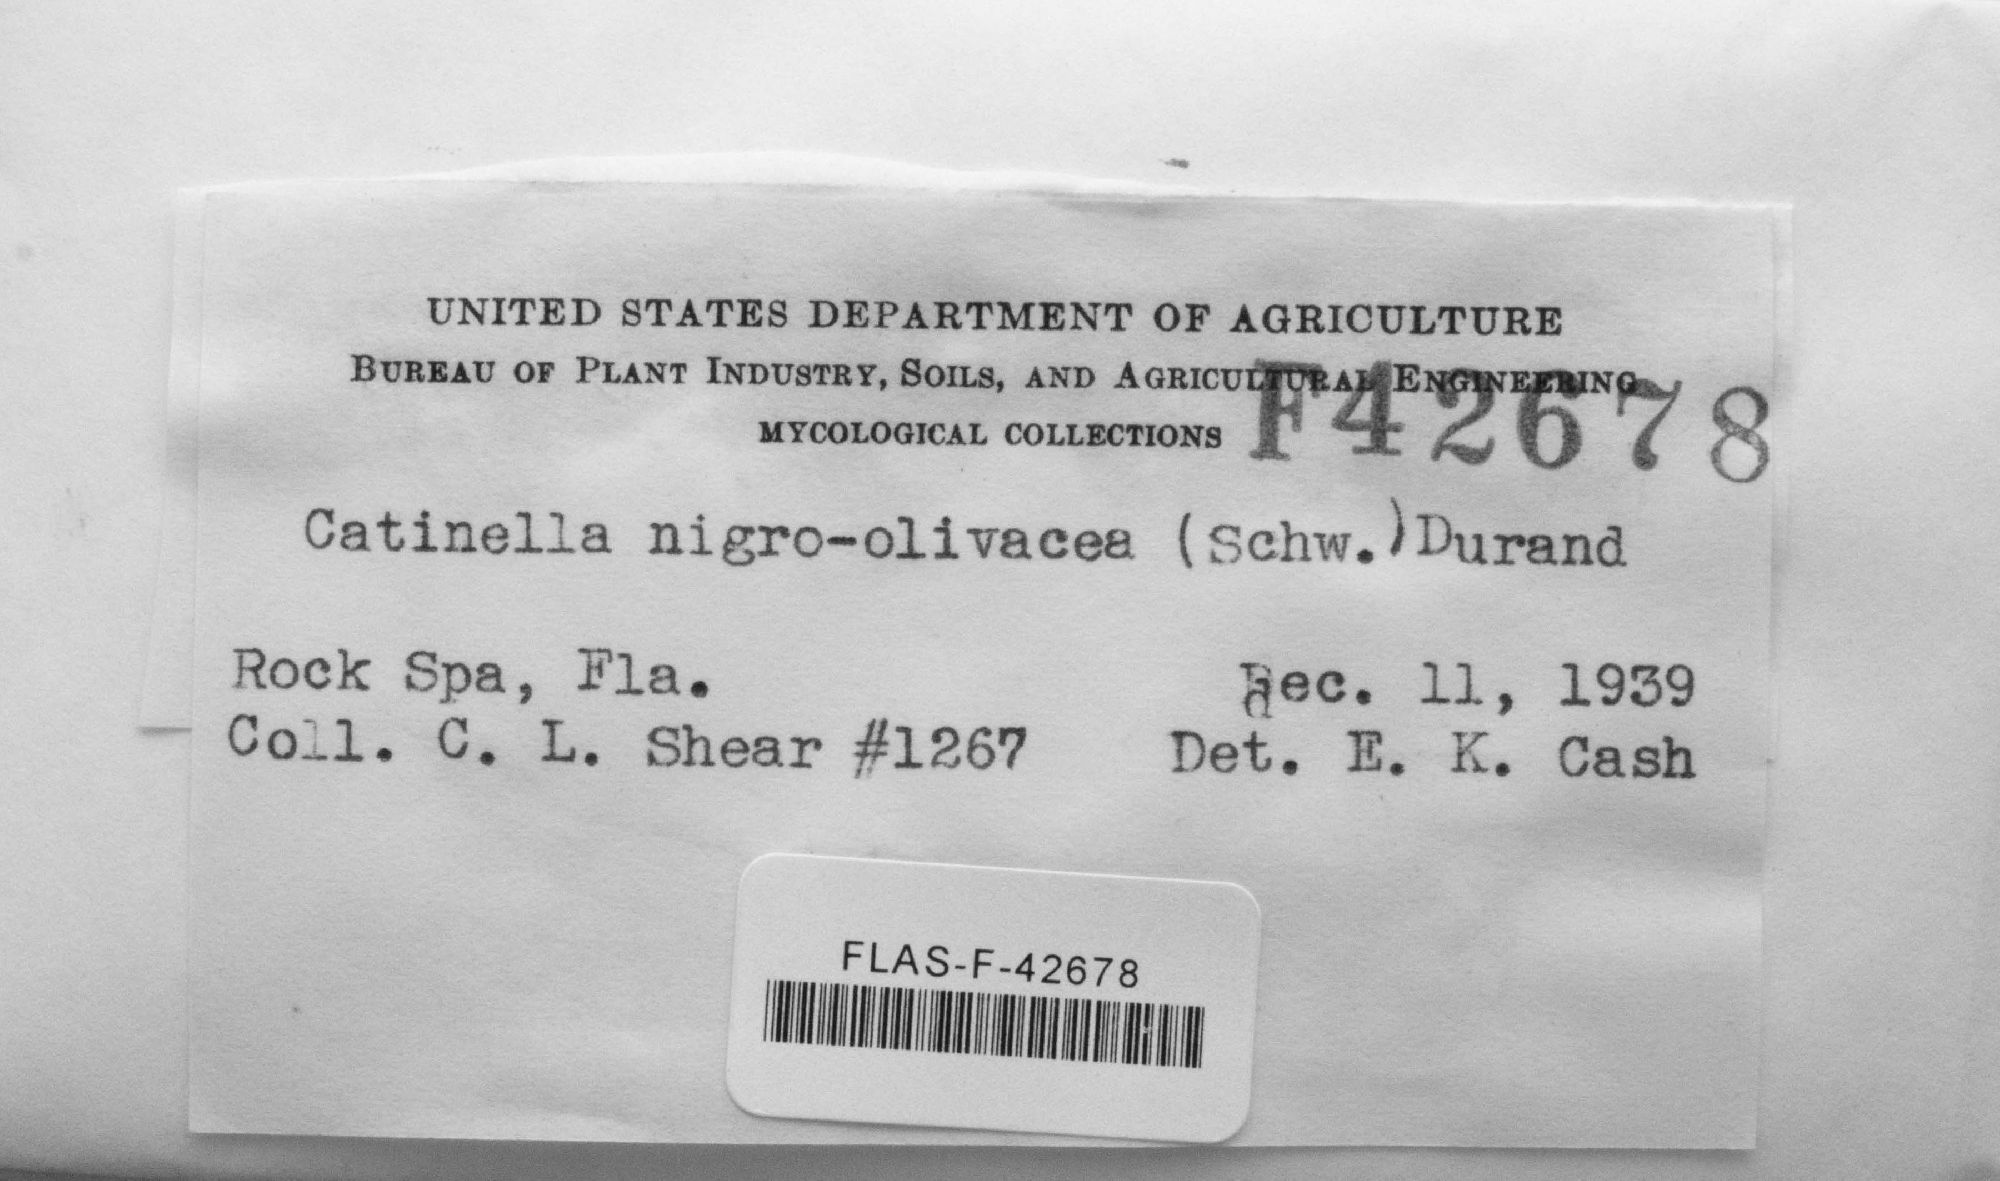 UNITED STATES DEPARTMENT OF AGRICULTURE
BUREAU OF PLANT INDUSTRY, SOILS, AND AGRICULTURAL ENGINEERING
MYCOLOGICAL COLLECTIONS F42678
Catinella nigro-olivacea (Schw.) Durand
Rock Spa, Fla. Dec. 11, 1939
Coll. C. L. Shear #1267 Det. E. K. Cash
FLAS-F-42678